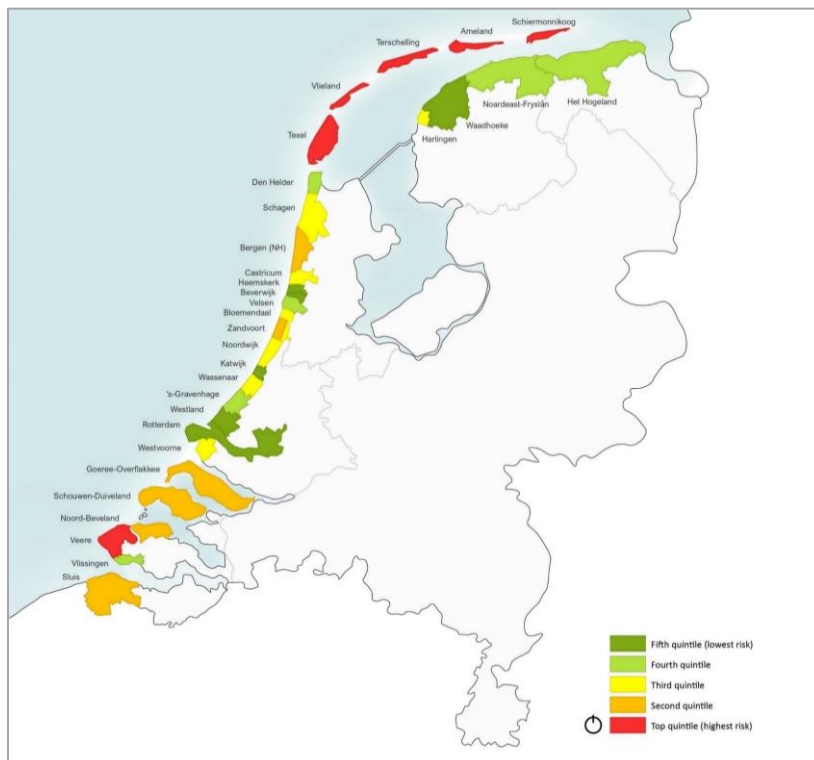 Schiermonnikoog
Ameland
Terschelling
Vlieland
Noardeast-Fryslân
Het Hogeland
Waadhoeke
Harlingen
Texel
Den Helder
Schagen
Bergen (NH)
Castricum
Heemskerk
Beverwijk
Velsen
Bloemendaal
Zandvoort
Noordwijk
Katwijk
Wassenaar
's-Gravenhage
Westland
Rotterdam
Westvoorne
Goeree-Overflakkee
Schouwen-Duiveland
Noord-Beveland
Veere
Vlissingen
Sluis
Fifth quintile (lowest risk)
Fourth quintile
Third quintile
Second quintile
Top quintile (highest risk)